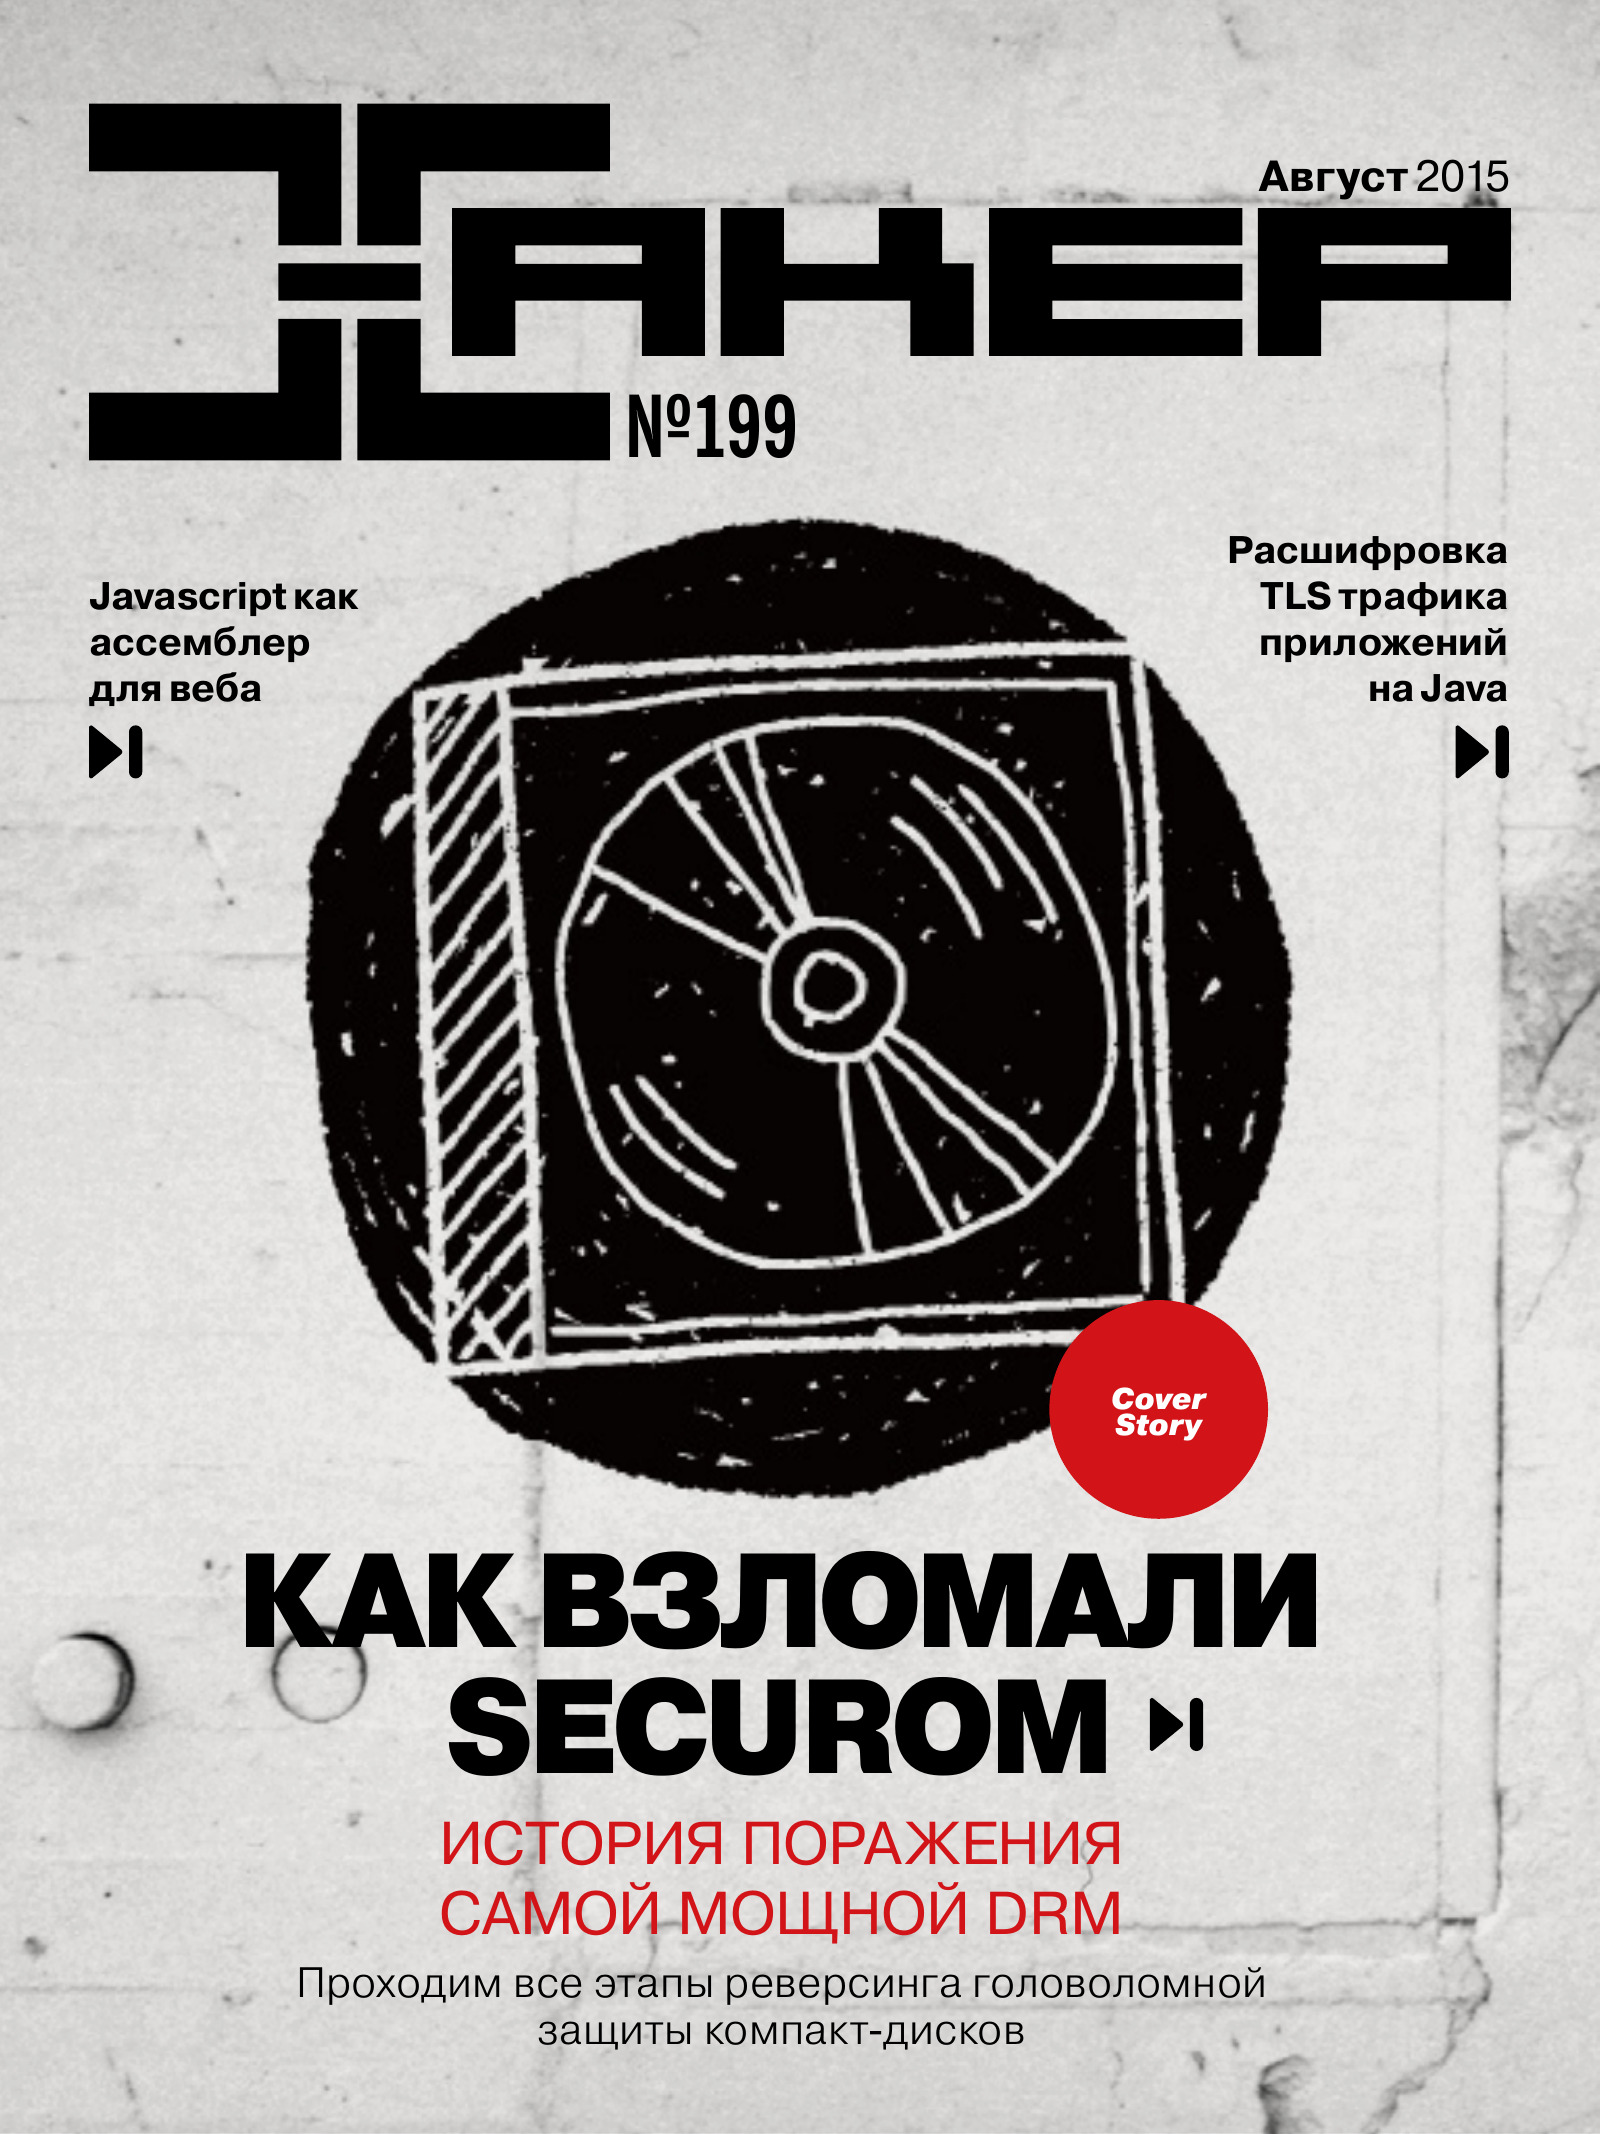 Август 2015
ХАКЕР
№199
Javascript как
ассемблер
для веба
Расшифровка
TLS трафика
приложений
на Java
Cover
Story
КАК ВЗЛОМАЛИ
SECUROM
ИСТОРИЯ ПОРАЖЕНИЯ
САМОЙ МОЩНОЙ DRM
Проходим все этапы реверсинга головоломной
защиты компакт-дисков